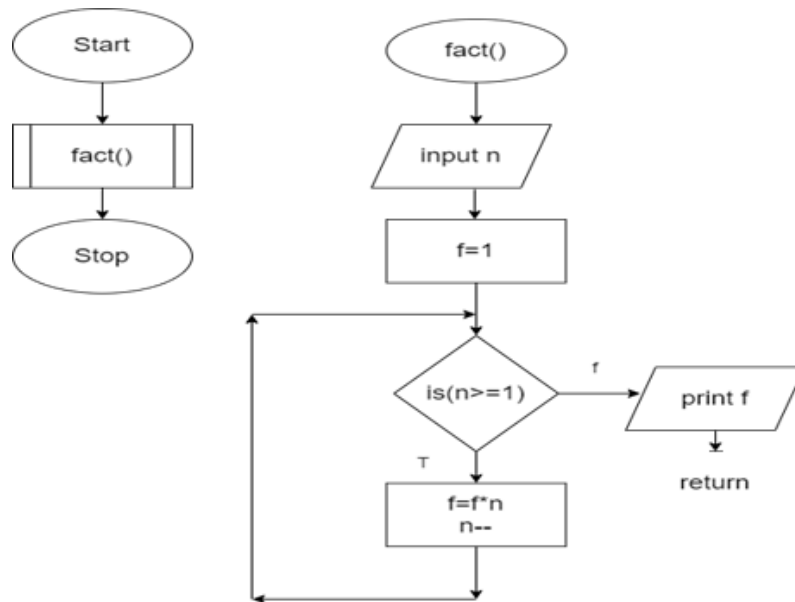 Start
fact()
Stop
fact()
input n
f=1
is(n>=1)
f
print f
return
T
f=f*n
n--